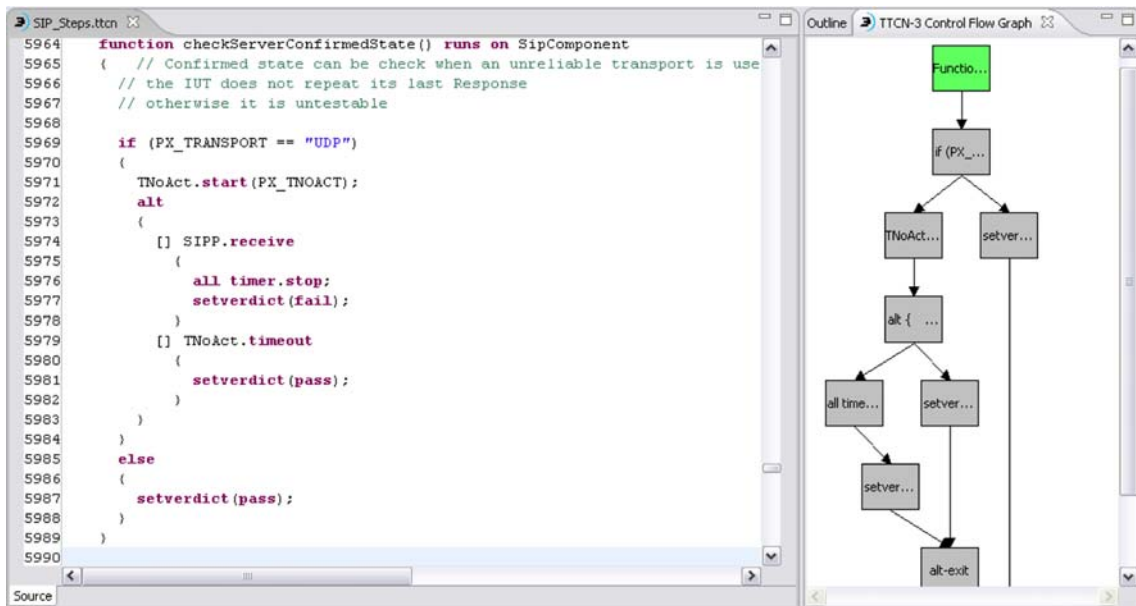 SIP_Steps.ttcn
5964 function checkServerConfirmedState() runs on SipComponent
5965 { // Confirmed state can be check when an unreliable transport is use
5966 // the IUT does not repeat its last Response
5967 // otherwise it is untestable
5968
5969 if (PX_TRANSPORT == "UDP")
5970 {
5971 TNoAct.start(PX_TNOACT);
5972 alt
5973 {
5974 [] SIPP.receive
5975 {
5976 all timer.stop;
5977 setverdict(fail);
5978 }
5979 [] TNoAct.timeout
5980 {
5981 setverdict(pass);
5982 }
5983 }
5984 }
5985 else
5986 {
5987 setverdict(pass);
5988 }
5989 }
5990
Source
Outline TTCN-3 Control Flow Graph
Functio...
if (PX_...
TNoAct...
setver...
alt { ...
all time...
setver...
setver...
alt-exit